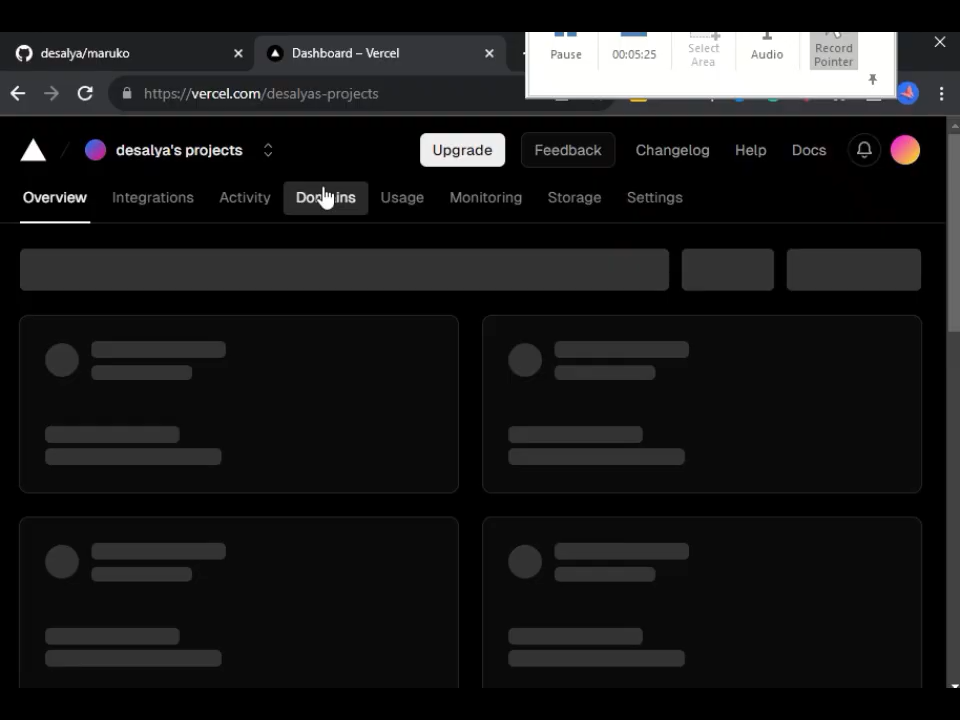 desalya/maruko
Dashboard – Vercel
Pause
00:05:25
Select Area
Audio
Record Pointer
https://vercel.com/desalyas-projects
desalya's projects
Upgrade
Feedback
Changelog
Help
Docs
Overview
Integrations
Activity
Domains
Usage
Monitoring
Storage
Settings